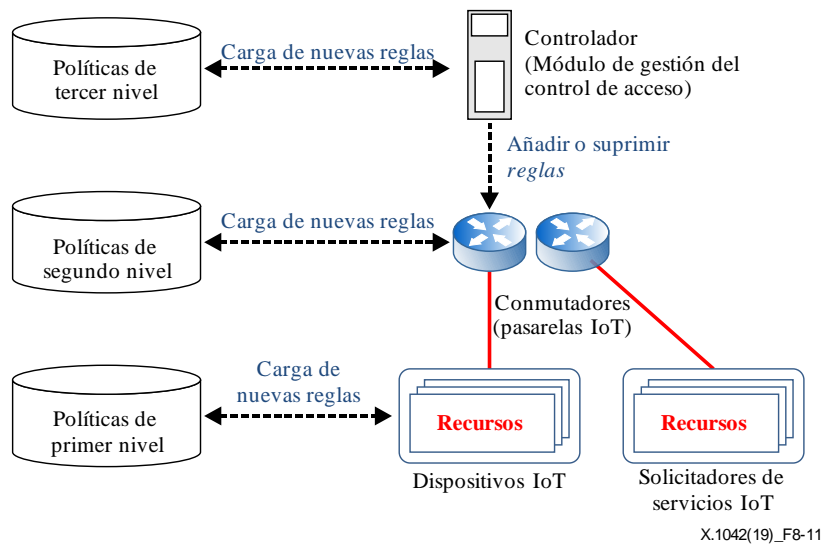 Políticas de
tercer nivel
Carga de nuevas reglas
Controlador
(Módulo de gestión del
control de acceso)
Añadir o suprimir
reglas
Políticas de
segundo nivel
Carga de nuevas reglas
Conmutadores
(pasarelas IoT)
Políticas de
primer nivel
Carga de
nuevas reglas
Recursos
Dispositivos IoT
Recursos
Solicitadores de
servicios IoT
X.1042(19)_F8-11